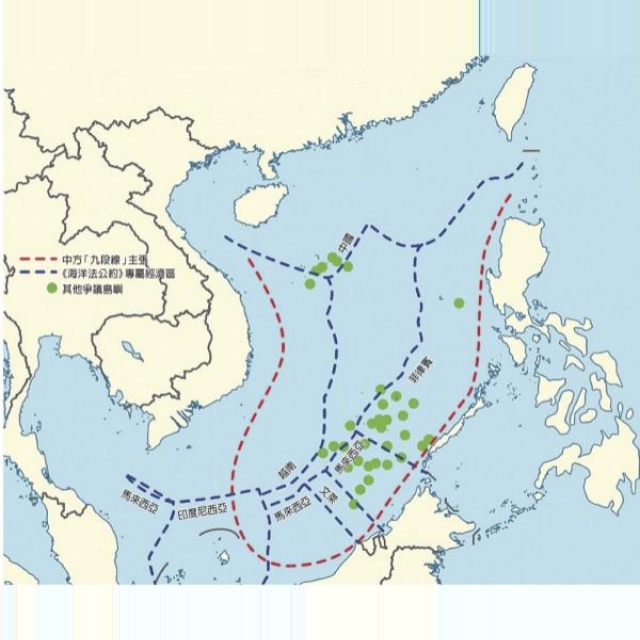 中方「九段線」主張
《海洋法公約》專屬經濟區
其他爭議島嶼
中國
菲律賓
越南
馬來西亞
馬來西亞
印度尼西亞
馬來西亞
文萊